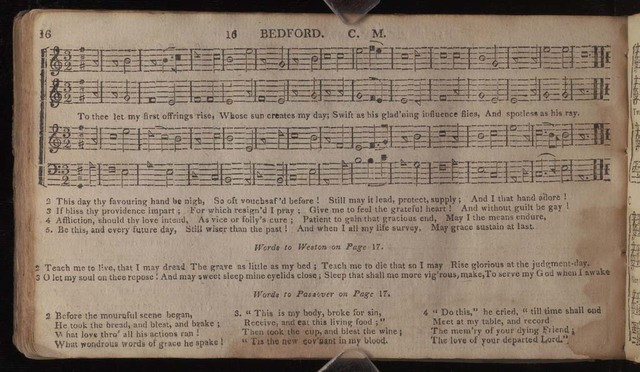 16 16 BEDFORD. C. M.
To thee let my first offrings rise, Whose sun creates my day; Swift as his glad'ning influence flies, And spotless as his ray.
2 This day thy favouring hand be nigh, So oft vouchsaf'd before! Still may it lead, protect, supply; And I that hand adore!
3 If bliss thy providence impart; For which resign'd I pray; Give me to feel the grateful heart! And without guilt be gay!
4 Affliction, should thy love intend, As vice or folly's cure; Patient to gain that gracious end, May I the means endure,
5. Be this, and every future day, Still wiser than the past! And when I all my life survey, May grace sustain at last.
Words to Weston on Page 17.
2 Teach me to live, that I may dread The grave as little as my bed; Teach me to die that so I may Rise glorious at the judgment-day.
3 O let my soul on thee repose! And may sweet sleep mine eyelids close; Sleep that shall me more vig'rous, make, To serve my God when I awake
Words to Passover on Page 17.
2 Before the mournful scene began,
He took the bread, and blest, and brake;
What love thro' all his actions ran!
What wondrous words of grace he spake!
3. "This is my body, broke for sin,
Receive, and eat this living food;"
Then took the cup, and blest the wine;
"Tis the new cov'nant in my blood.
4 "Do this," he cried, "till time shall end
Meet at my table, and record
The mem'ry of your dying Friend;
The love of your departed Lord."